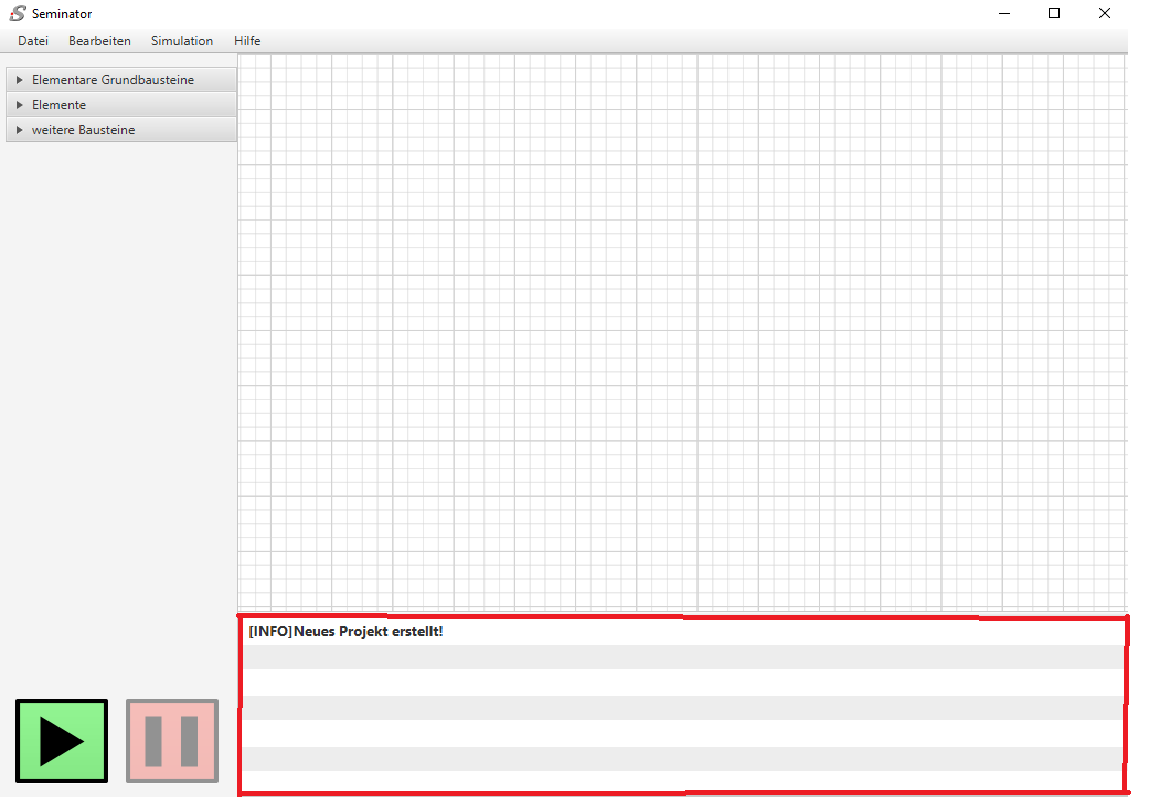 Seminator
Datei Bearbeiten Simulation Hilfe
Elementare Grundbausteine
Elemente
weitere Bausteine
[INFO]Neues Projekt erstellt!